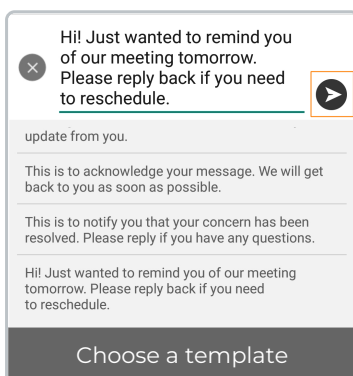 Hi! Just wanted to remind you
of our meeting tomorrow.
Please reply back if you need
to reschedule.
update from you.
This is to acknowledge your message. We will get
back to you as soon as possible.
This is to notify you that your concern has been
resolved. Please reply if you have any questions.
Hi! Just wanted to remind you of our meeting
tomorrow. Please reply back if you need
to reschedule.
Choose a template